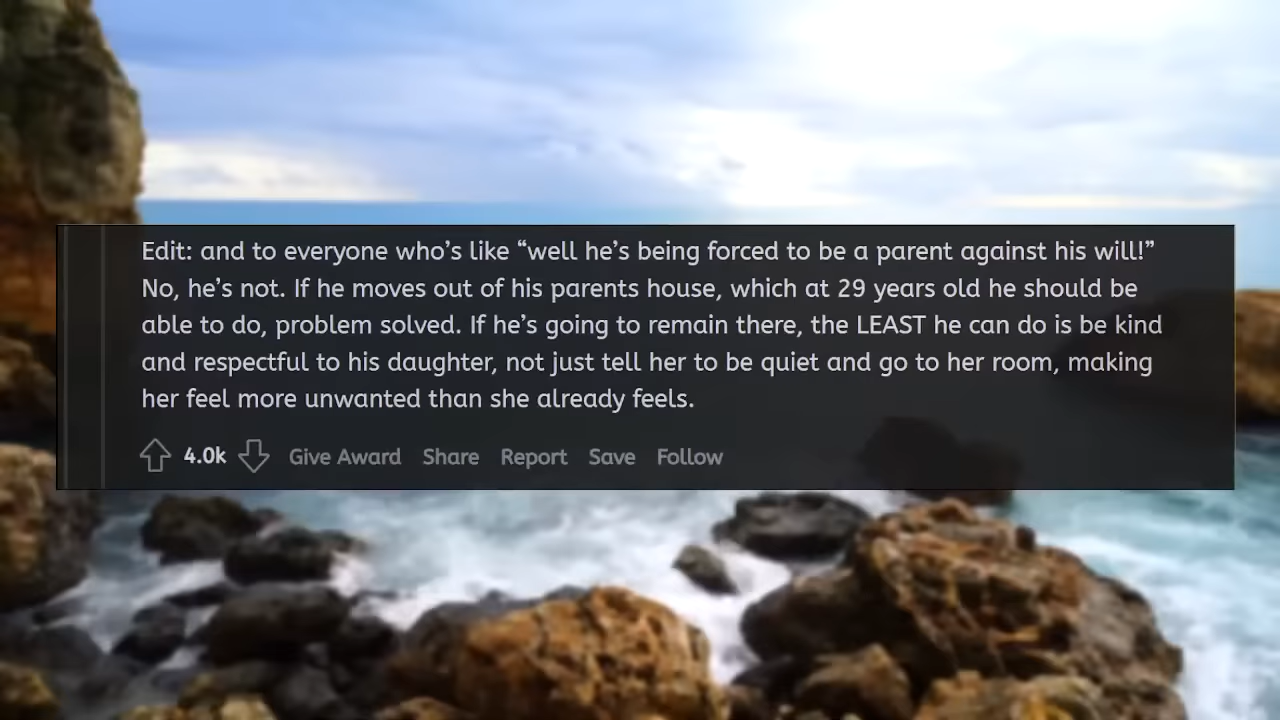 Edit: and to everyone who’s like “well he’s being forced to be a parent against his will!”
No, he’s not. If he moves out of his parents house, which at 29 years old he should be
able to do, problem solved. If he’s going to remain there, the LEAST he can do is be kind
and respectful to his daughter, not just tell her to be quiet and go to her room, making
her feel more unwanted than she already feels.
4.0k Give Award Share Report Save Follow